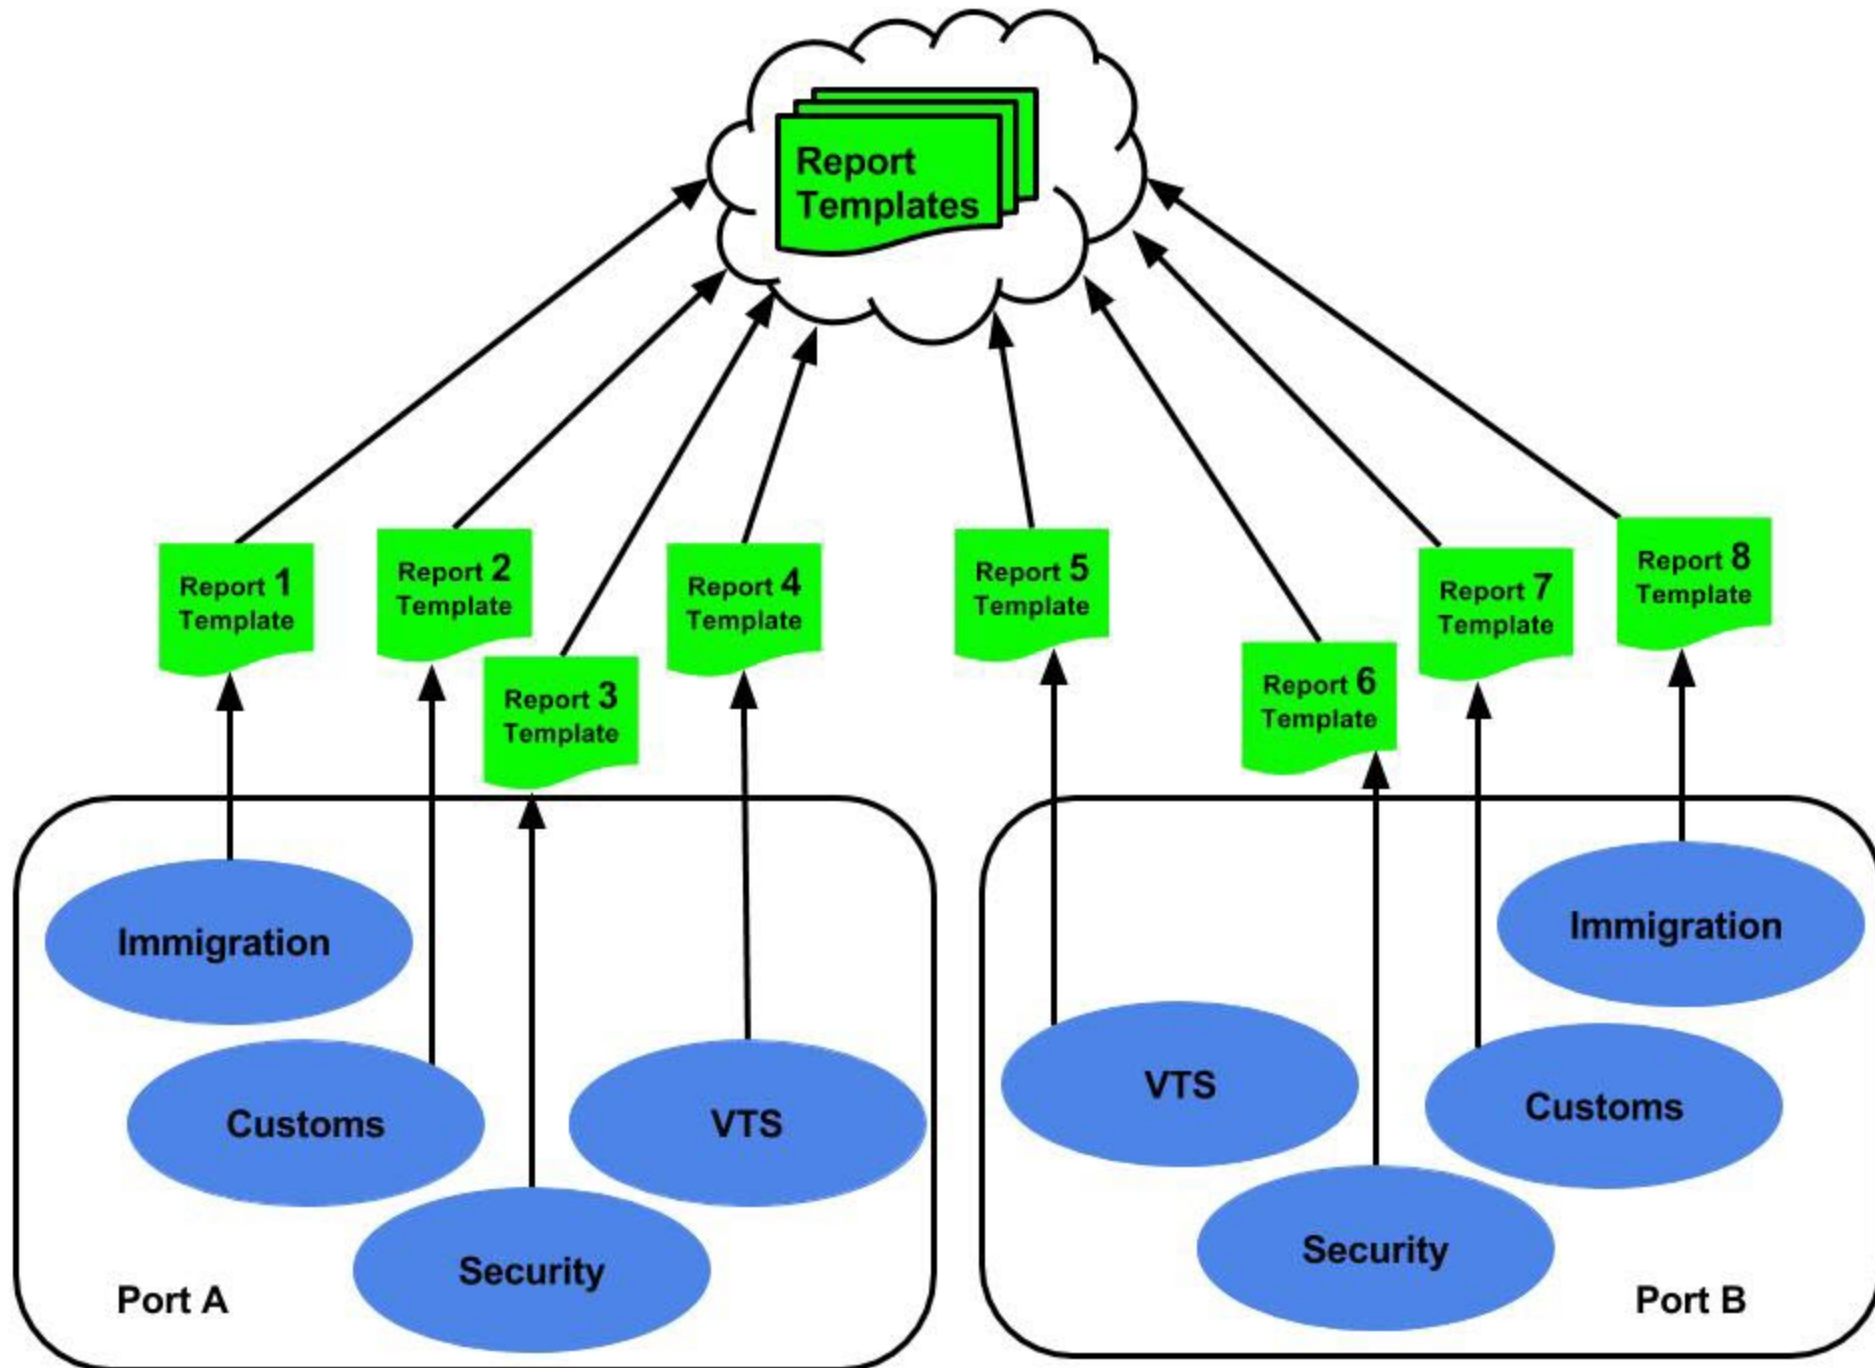 Report
Templates
Report 1
Template
Report 2
Template
Report 3
Template
Report 4
Template
Report 5
Template
Report 6
Template
Report 7
Template
Report 8
Template
Immigration
Customs
Security
VTS
Port A
VTS
Security
Customs
Immigration
Port B